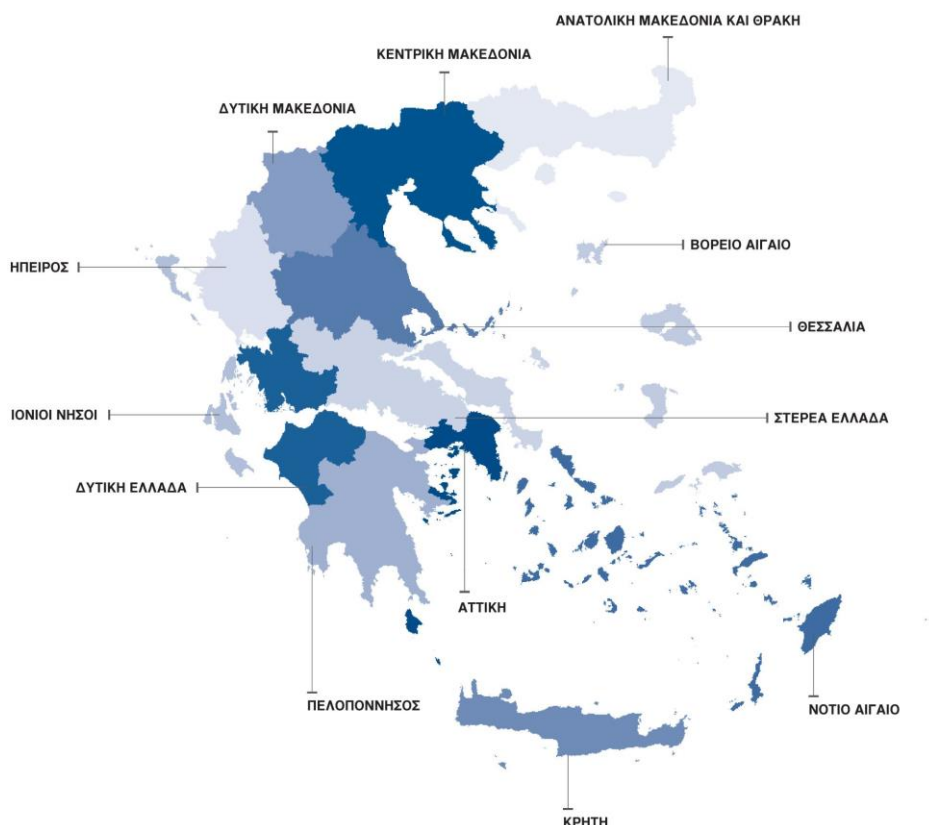 ΑΝΑΤΟΛΙΚΗ ΜΑΚΕΔΟΝΙΑ ΚΑΙ ΘΡΑΚΗ
ΚΕΝΤΡΙΚΗ ΜΑΚΕΔΟΝΙΑ
ΔΥΤΙΚΗ ΜΑΚΕΔΟΝΙΑ
ΒΟΡΕΙΟ ΑΙΓΑΙΟ
ΗΠΕΙΡΟΣ
ΘΕΣΣΑΛΙΑ
ΙΟΝΙΟΙ ΝΗΣΟΙ
ΣΤΕΡΕΑ ΕΛΛΑΔΑ
ΔΥΤΙΚΗ ΕΛΛΑΔΑ
ΑΤΤΙΚΗ
ΠΕΛΟΠΟΝΝΗΣΟΣ
ΝΟΤΙΟ ΑΙΓΑΙΟ
ΚΡΗΤΗ